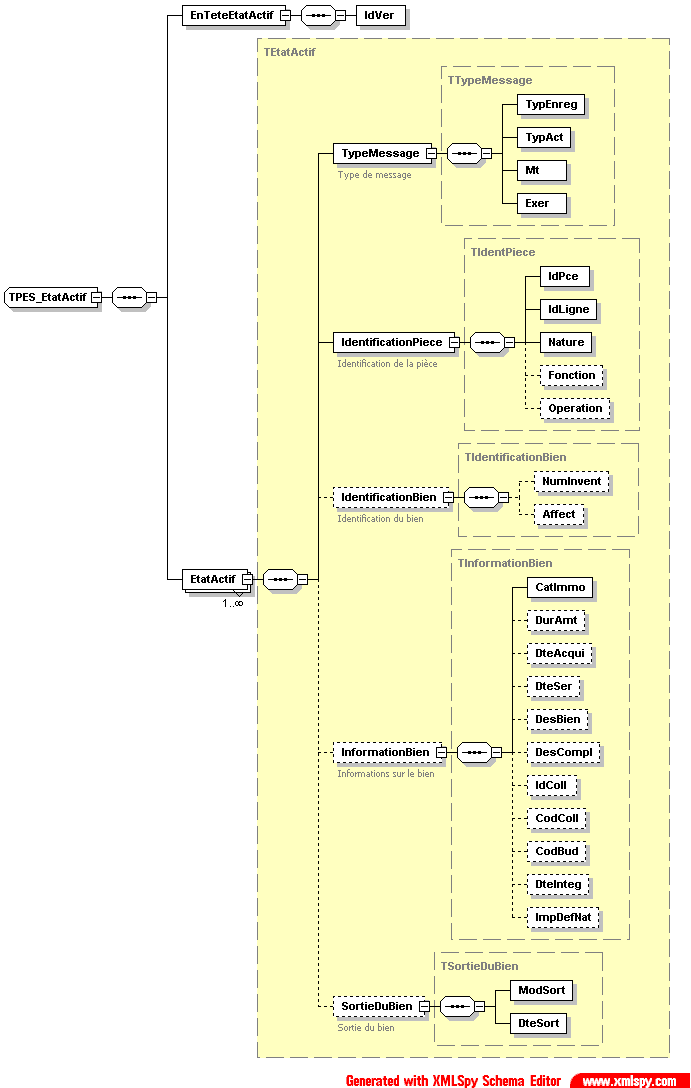 EnTeteEtatActif
IdVer
TEtatActif
TTypeMessage
TypEnreg
TypAct
TypeMessage
Type de message
Mt
Exer
TIdentPiece
IdPce
TPES_EtatActif
IdLigne
IdentificationPiece
Identification de la pièce
Nature
Fonction
Operation
TIdentificationBien
NumInvent
IdentificationBien
Identification du bien
Affect
TInformationBien
EtatActif
1..∞
CatImmo
DurAmt
DteAcqui
DteSer
DesBien
InformationBien
Informations sur le bien
DesCompl
IdColl
CodColl
CodBud
DteInteg
ImpDefNat
TSortieDuBien
ModSort
SortieDuBien
Sortie du bien
DteSort
Generated with XMLSpy Schema Editor www.xmlspy.com